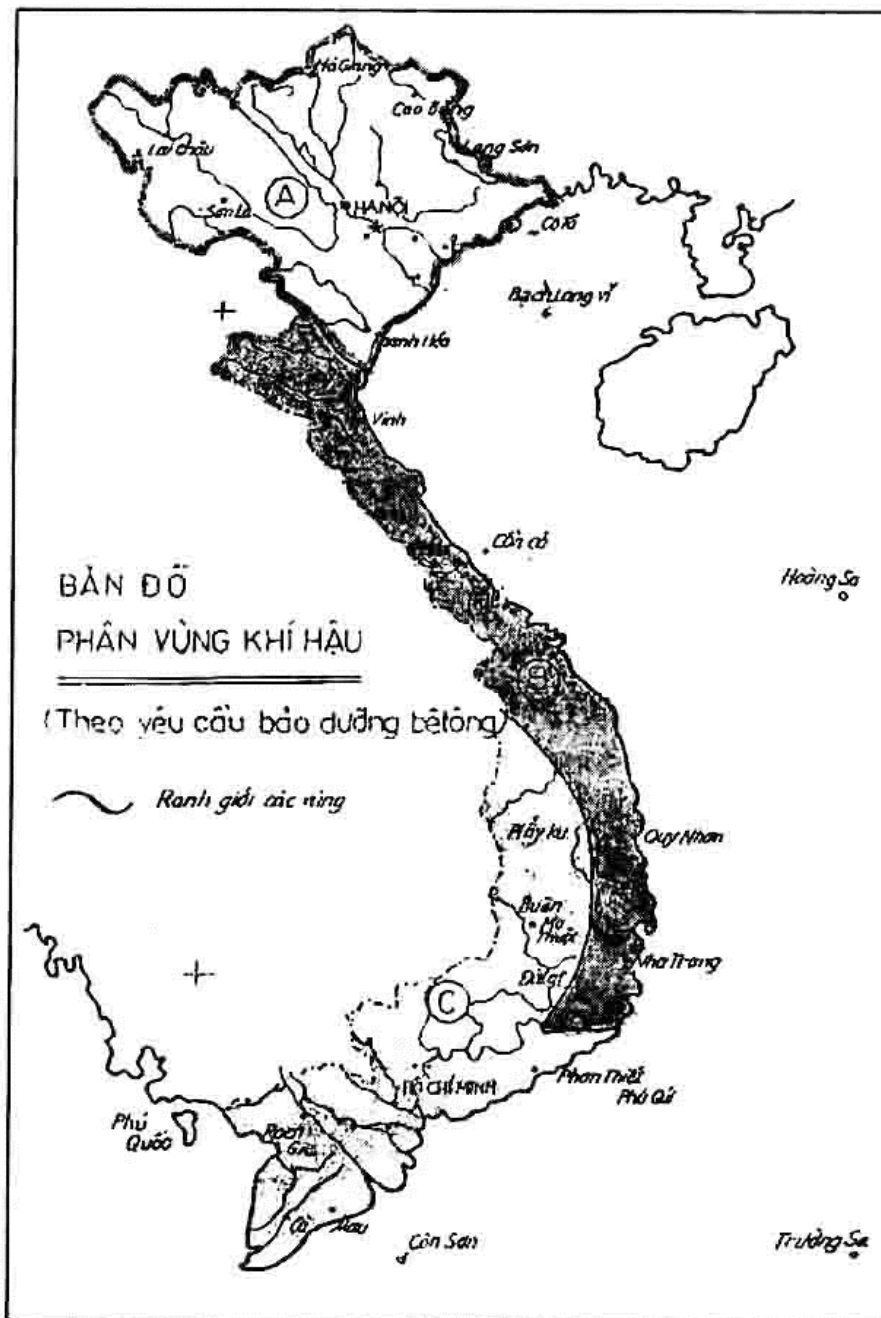 Hà Giang
Cao Bằng
Lạng Sơn
Lai Châu
Sơn La
A
HÀ NỘI
Cô Tô
Bạch Long vĩ
Thanh Hóa
Vinh
Cồn cỏ
Hoàng Sa
BẢN ĐỒ
PHÂN VÙNG KHÍ HẬU
(Theo yêu cầu bảo dưỡng bêtông)
Ranh giới các vùng
B
Plây ku
Quy Nhơn
Buôn
Ma
Thuột
Nha Trang
C
HỒ CHÍ MINH
Phan Thiết
Phú Quí
Phú
Quốc
Rạch
Giá
Cà Mau
Côn Sơn
Trường Sa